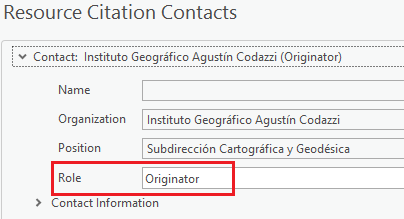 Resource Citation Contacts
Contact: Instituto Geográfico Agustín Codazzi (Originator)
Name
Organization Instituto Geográfico Agustín Codazzi
Position Subdirección Cartográfica y Geodésica
Role Originator
Contact Information